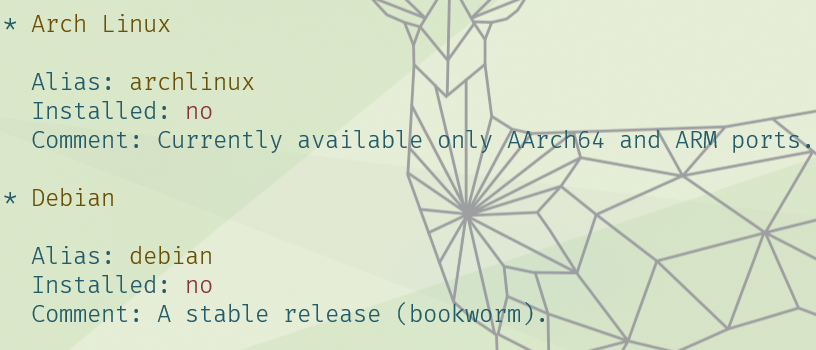 * Arch Linux
Alias: archlinux
Installed: no
Comment: Currently available only AArch64 and ARM ports.
* Debian
Alias: debian
Installed: no
Comment: A stable release (bookworm).